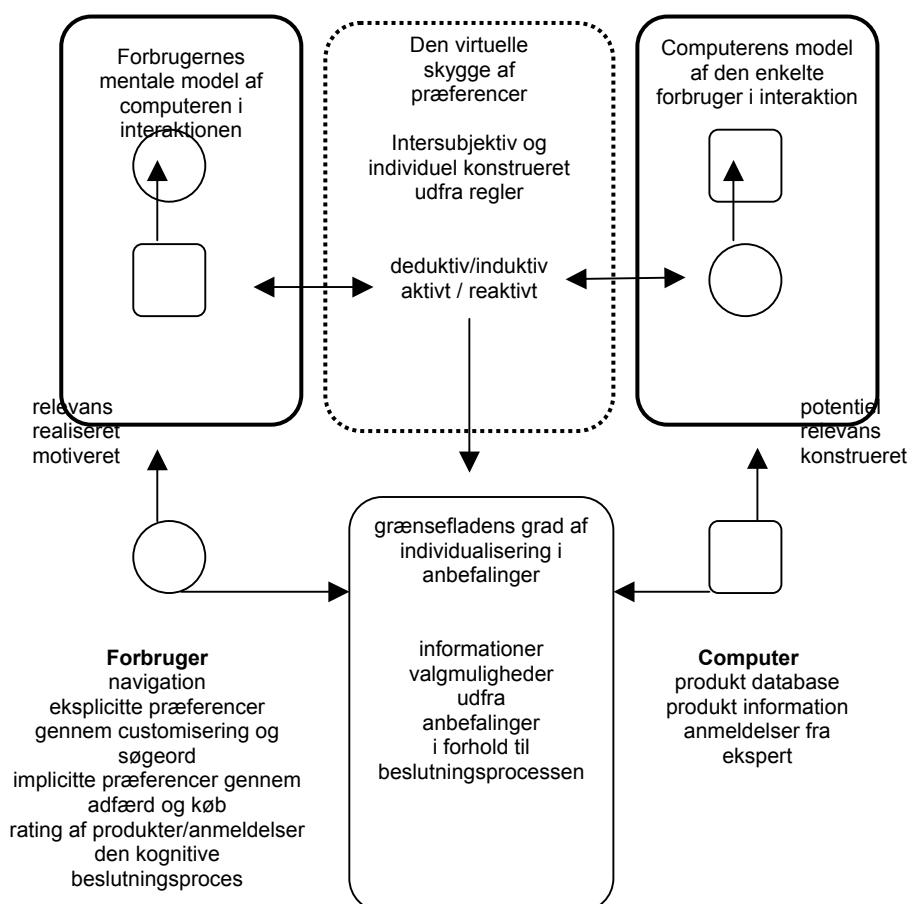 Forbrugernes
mentale model af
computeren i
interaktionen
Den virtuelle
skygge af
præferencer
Intersubjektiv og
individuel konstrueret
udfra regler
deduktiv/induktiv
aktivt / reaktivt
Computerens model
af den enkelte
forbruger i interaktion
relevans
realiseret
motiveret
potentiel
relevans
konstrueret
grænsefladens grad af
individualisering i
anbefalinger
informationer
valgmuligheder
udfra
anbefalinger
i forhold til
beslutningsprocessen
Forbruger
navigation
eksplicitte præferencer
gennem customisering og
søgeord
implicitte præferencer gennem
adfærd og køb
rating af produkter/anmeldelser
den kognitive
beslutningsproces
Computer
produkt database
produkt information
anmeldelser fra
ekspert